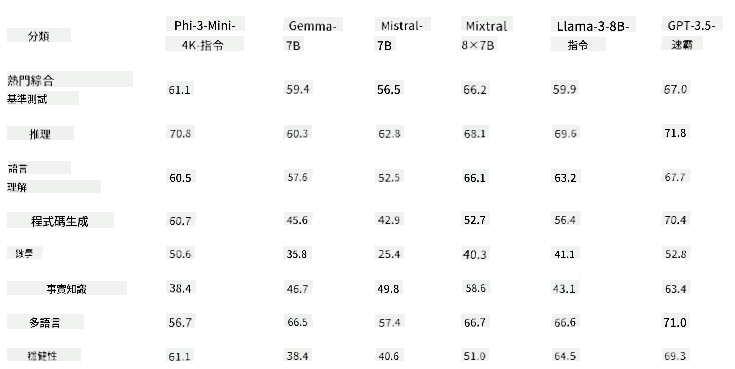 分類 Phi-3-Mini- Gemma- Mistral- Mixtral Llama-3-8B- GPT-3.5-
4K-指令 7B 7B 8×7B 指令 速霸
熱門綜合
基準測試 61.1 59.4 56.5 66.2 59.9 67.0
推理 70.8 60.3 62.8 68.1 69.6 71.8
語言
理解 60.5 57.6 52.5 66.1 63.2 67.7
程式碼生成 60.7 45.6 42.9 52.7 56.4 70.4
數學 50.6 35.8 25.4 40.3 41.1 52.8
事實知識 38.4 46.7 49.8 58.6 43.1 63.4
多語言 56.7 66.5 57.4 66.7 66.6 71.0
穩健性 61.1 38.4 40.6 51.0 64.5 69.3